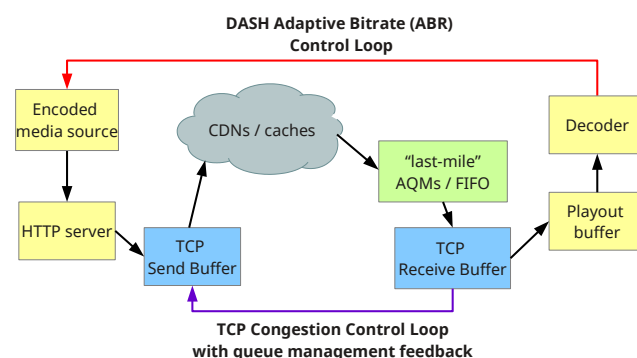 DASH Adaptive Bitrate (ABR)
Control Loop
Encoded
media source
CDNs / caches
Decoder
“last-mile”
AQMs / FIFO
HTTP server
TCP
Send Buffer
TCP
Receive Buffer
Playout
buffer
TCP Congestion Control Loop
with queue management feedback